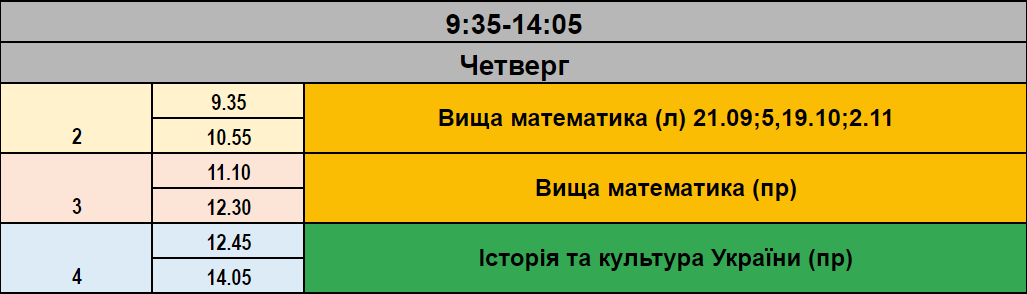 9:35-14:05
Четверг
2
9.35
10.55
Вища математика (л) 21.09;5,19.10;2.11
3
11.10
12.30
Вища математика (пр)
4
12.45
14.05
Історія та культура України (пр)